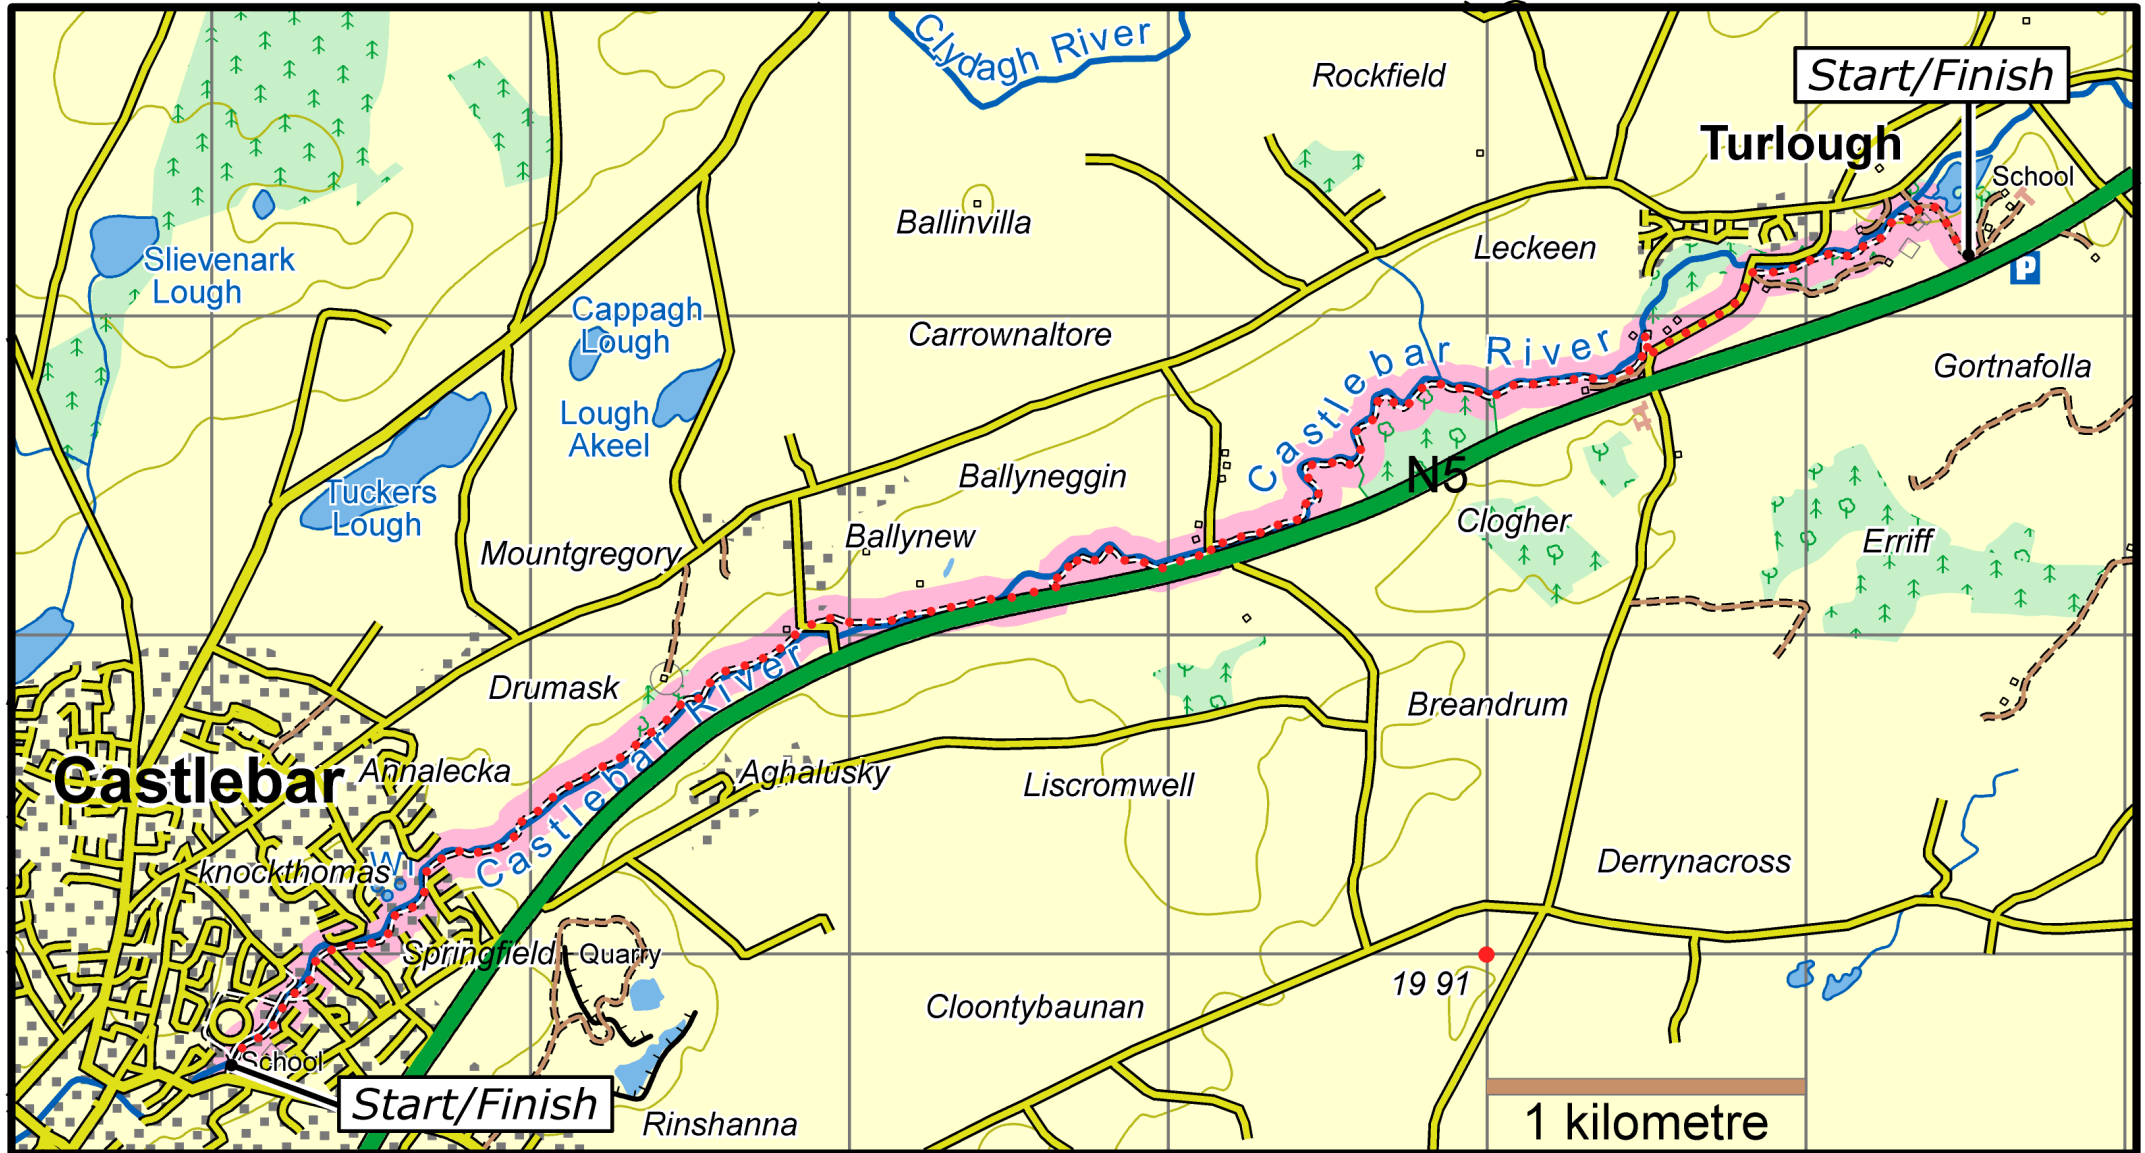 Clydagh River
Rockfield
Start/Finish
Turlough
School
Ballinvilla
Leckeen
Slievenark
Lough
P
Cappagh
Lough
Carrownaltore
Castlebar River
Gortnafolla
Lough
Akeel
Ballyneggin
N5
Tuckers
Lough
Clogher
Ballynew
Erriff
Mountgregory
Drumask
Castlebar River
Breandrum
Castlebar
Annalecka
Aghalusky
Liscromwell
Derrynacross
knockthomas
WT
Springfield
Quarry
19 91
Cloontybaunan
School
Start/Finish
Rinshanna
1 kilometre